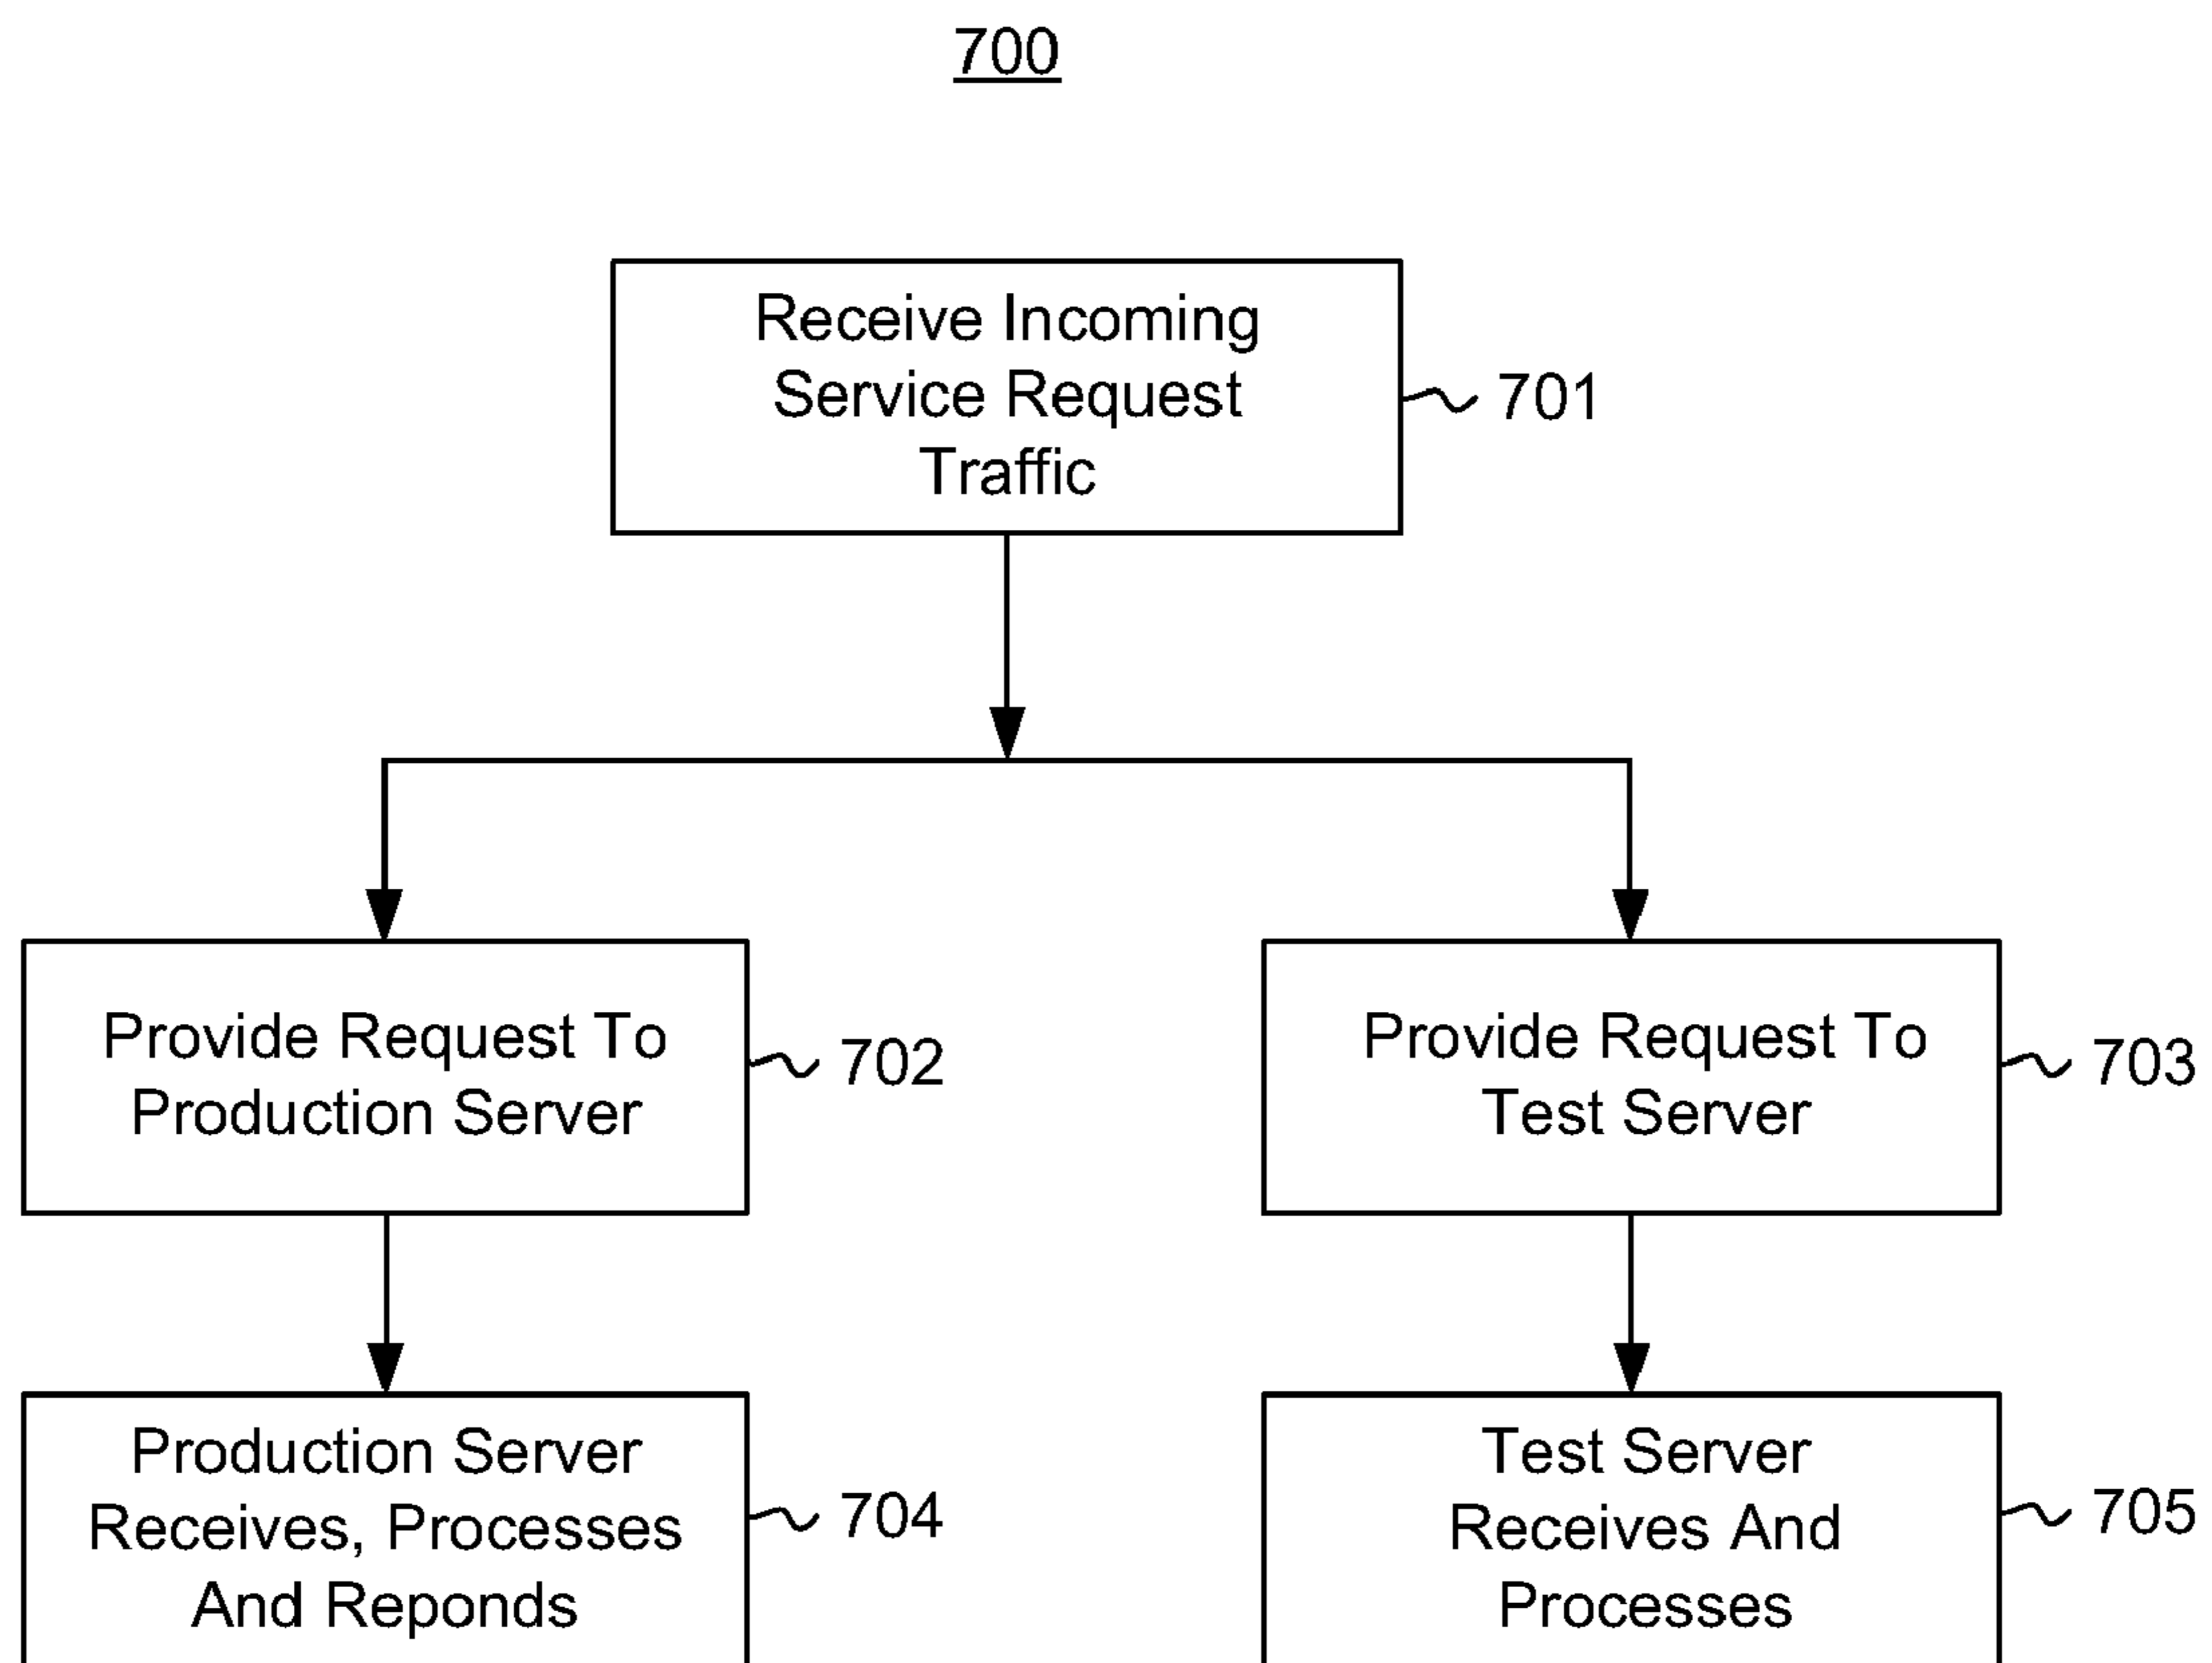 700
Receive Incoming
Service Request
Traffic
701
Provide Request To
Production Server
702
Provide Request To
Test Server
703
Production Server
Receives, Processes
And Reponds
704
Test Server
Receives And
Processes
705